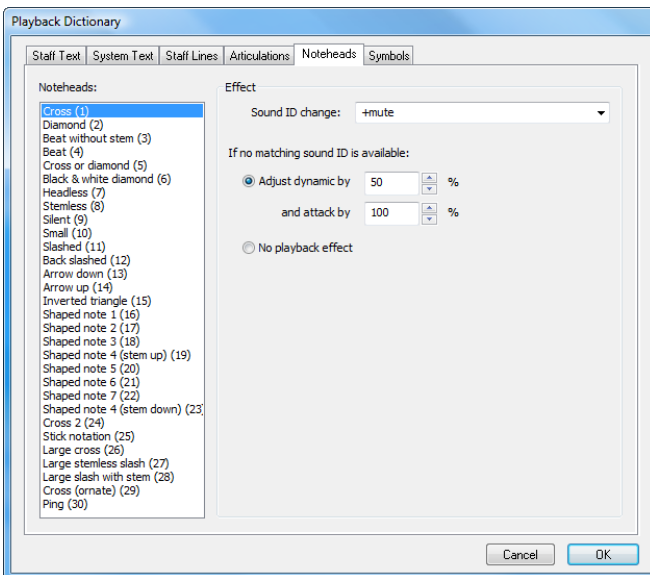 Playback Dictionary
Staff Text System Text Staff Lines Articulations Noteheads Symbols
Noteheads:
Cross (1)
Diamond (2)
Beat without stem (3)
Beat (4)
Cross or diamond (5)
Black & white diamond (6)
Headless (7)
Stemless (8)
Silent (9)
Small (10)
Slashed (11)
Back slashed (12)
Arrow down (13)
Arrow up (14)
Inverted triangle (15)
Shaped note 1 (16)
Shaped note 2 (17)
Shaped note 3 (18)
Shaped note 4 (stem up) (19)
Shaped note 5 (20)
Shaped note 6 (21)
Shaped note 7 (22)
Shaped note 4 (stem down) (23
Cross 2 (24)
Stick notation (25)
Large cross (26)
Large stemless slash (27)
Large slash with stem (28)
Cross (ornate) (29)
Ping (30)
Effect
Sound ID change: +mute
If no matching sound ID is available:
Adjust dynamic by 50 %
and attack by 100 %
No playback effect
Cancel OK